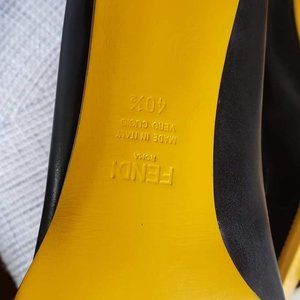 FENDI
ROMA
MADE IN ITALY
VERO CUOIO
40½